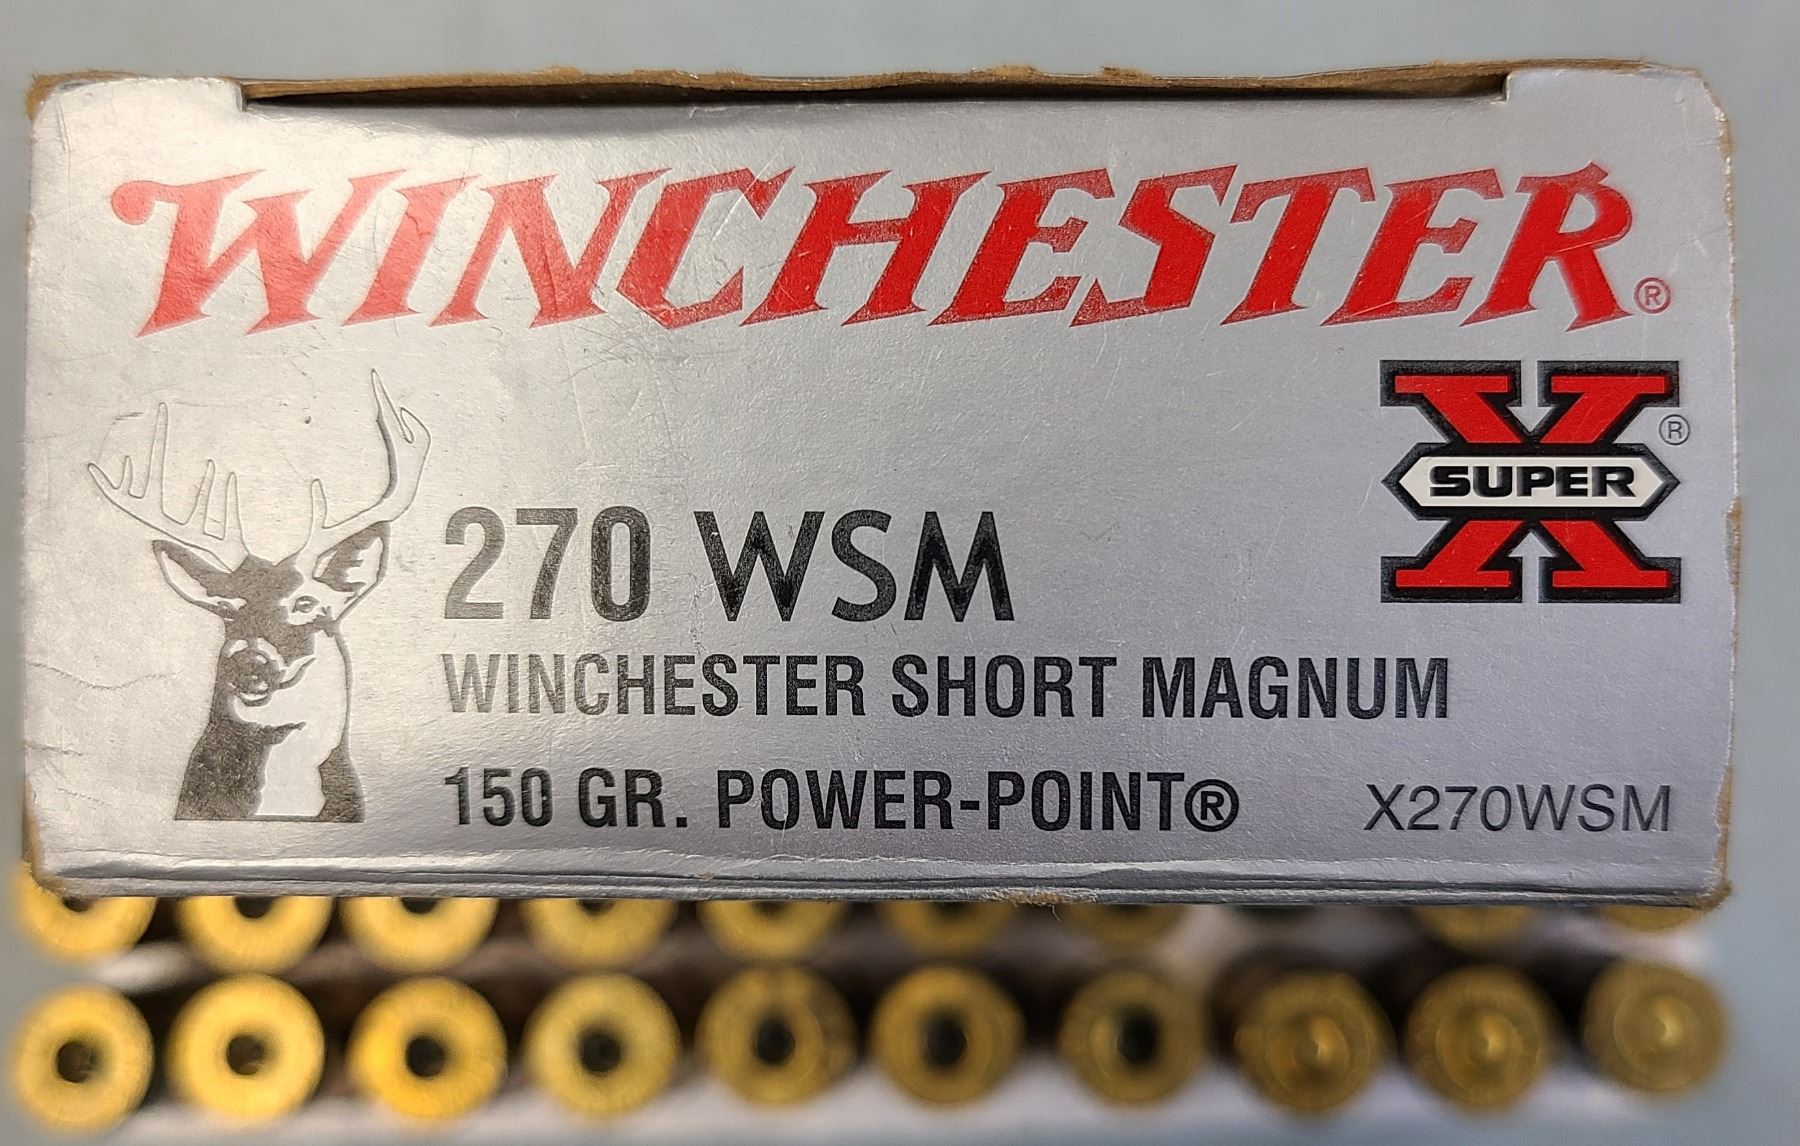 WINCHESTER®
X®
SUPER
270 WSM
WINCHESTER SHORT MAGNUM
150 GR. POWER-POINT® X270WSM